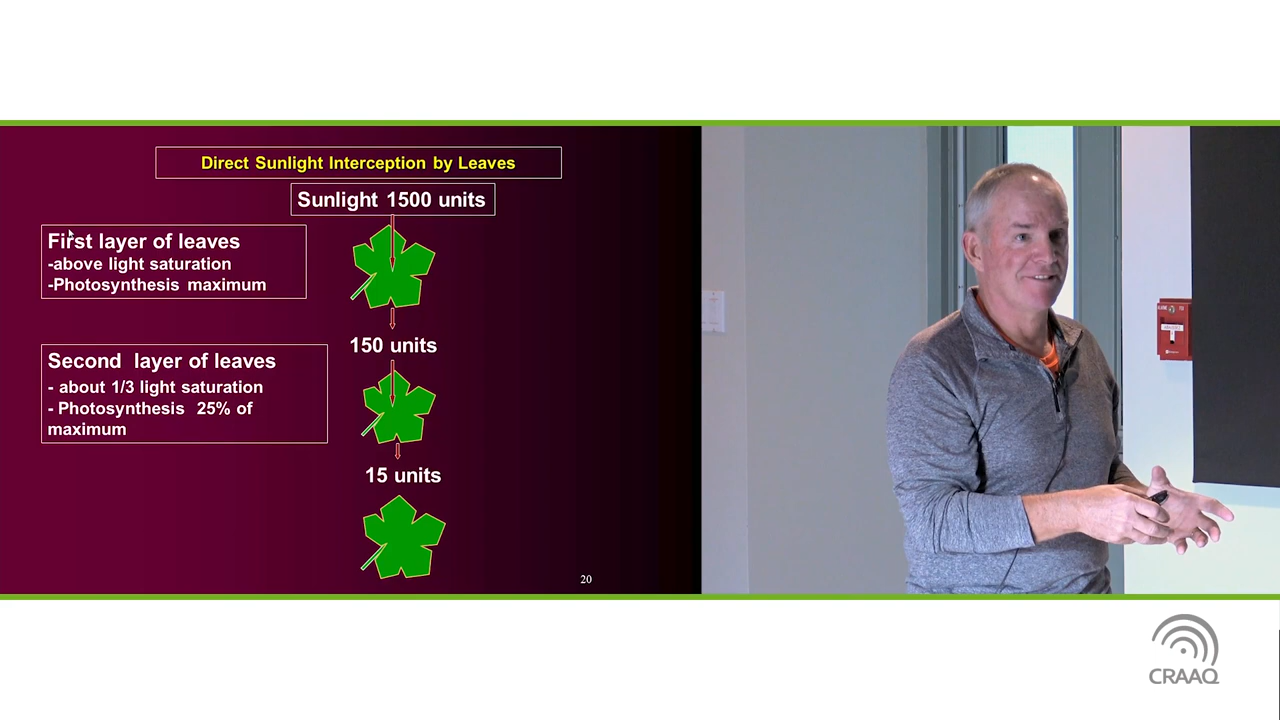 Direct Sunlight Interception by Leaves
Sunlight 1500 units
First layer of leaves
-above light saturation
-Photosynthesis maximum
150 units
Second layer of leaves
- about 1/3 light saturation
- Photosynthesis 25% of
maximum
15 units
20
CRAAQ